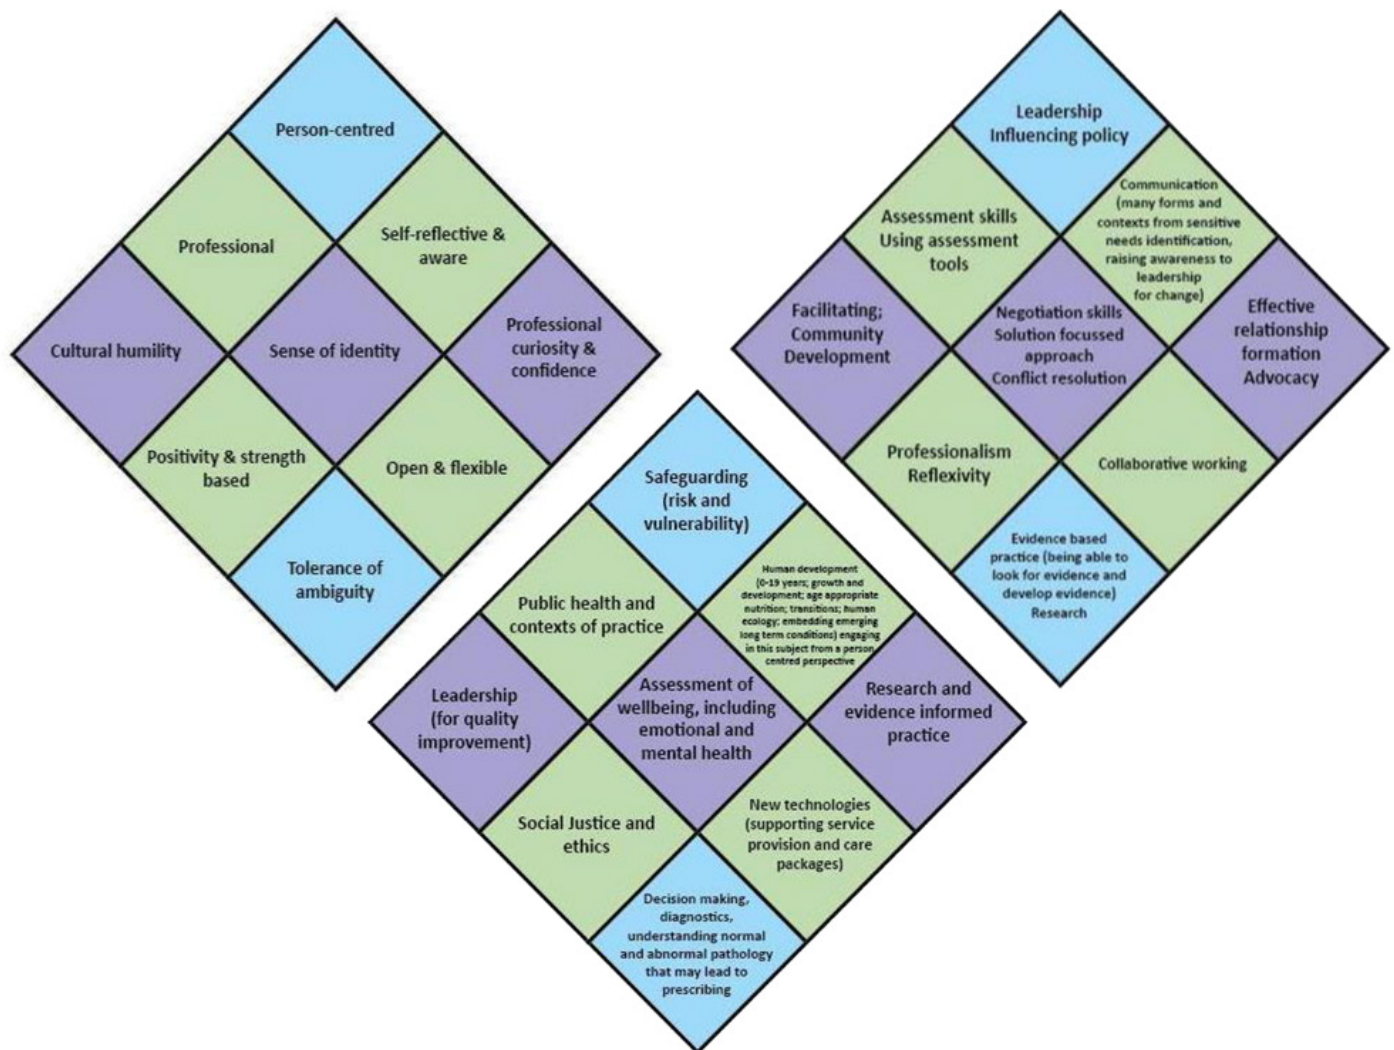 Person-centred
Professional
Self-reflective &
aware
Cultural humility
Sense of identity
Professional
curiosity &
confidence
Positivity & strength
based
Open & flexible
Tolerance of
ambiguity
Leadership
Influencing policy
Assessment skills
Using assessment
tools
Communication
(many forms and
contexts from sensitive
needs identification,
raising awareness to
leadership
for change)
Facilitating;
Community
Development
Negotiation skills
Solution focussed
approach
Conflict resolution
Effective
relationship
formation
Advocacy
Professionalism
Reflexivity
Collaborative working
Evidence based
practice (being able to
look for evidence and
develop evidence)
Research
Safeguarding
(risk and
vulnerability)
Public health and
contexts of practice
Human development
(0-19 years; growth and
development; age appropriate
nutrition; transitions; human
ecology; embedding emerging
long term conditions) engaging
in this subject from a person
centred perspective
Leadership
(for quality
improvement)
Assessment of
wellbeing, including
emotional and
mental health
Research and
evidence informed
practice
Social Justice and
ethics
New technologies
(supporting service
provision and care
packages)
Decision making,
diagnostics,
understanding normal
and abnormal pathology
that may lead to
prescribing